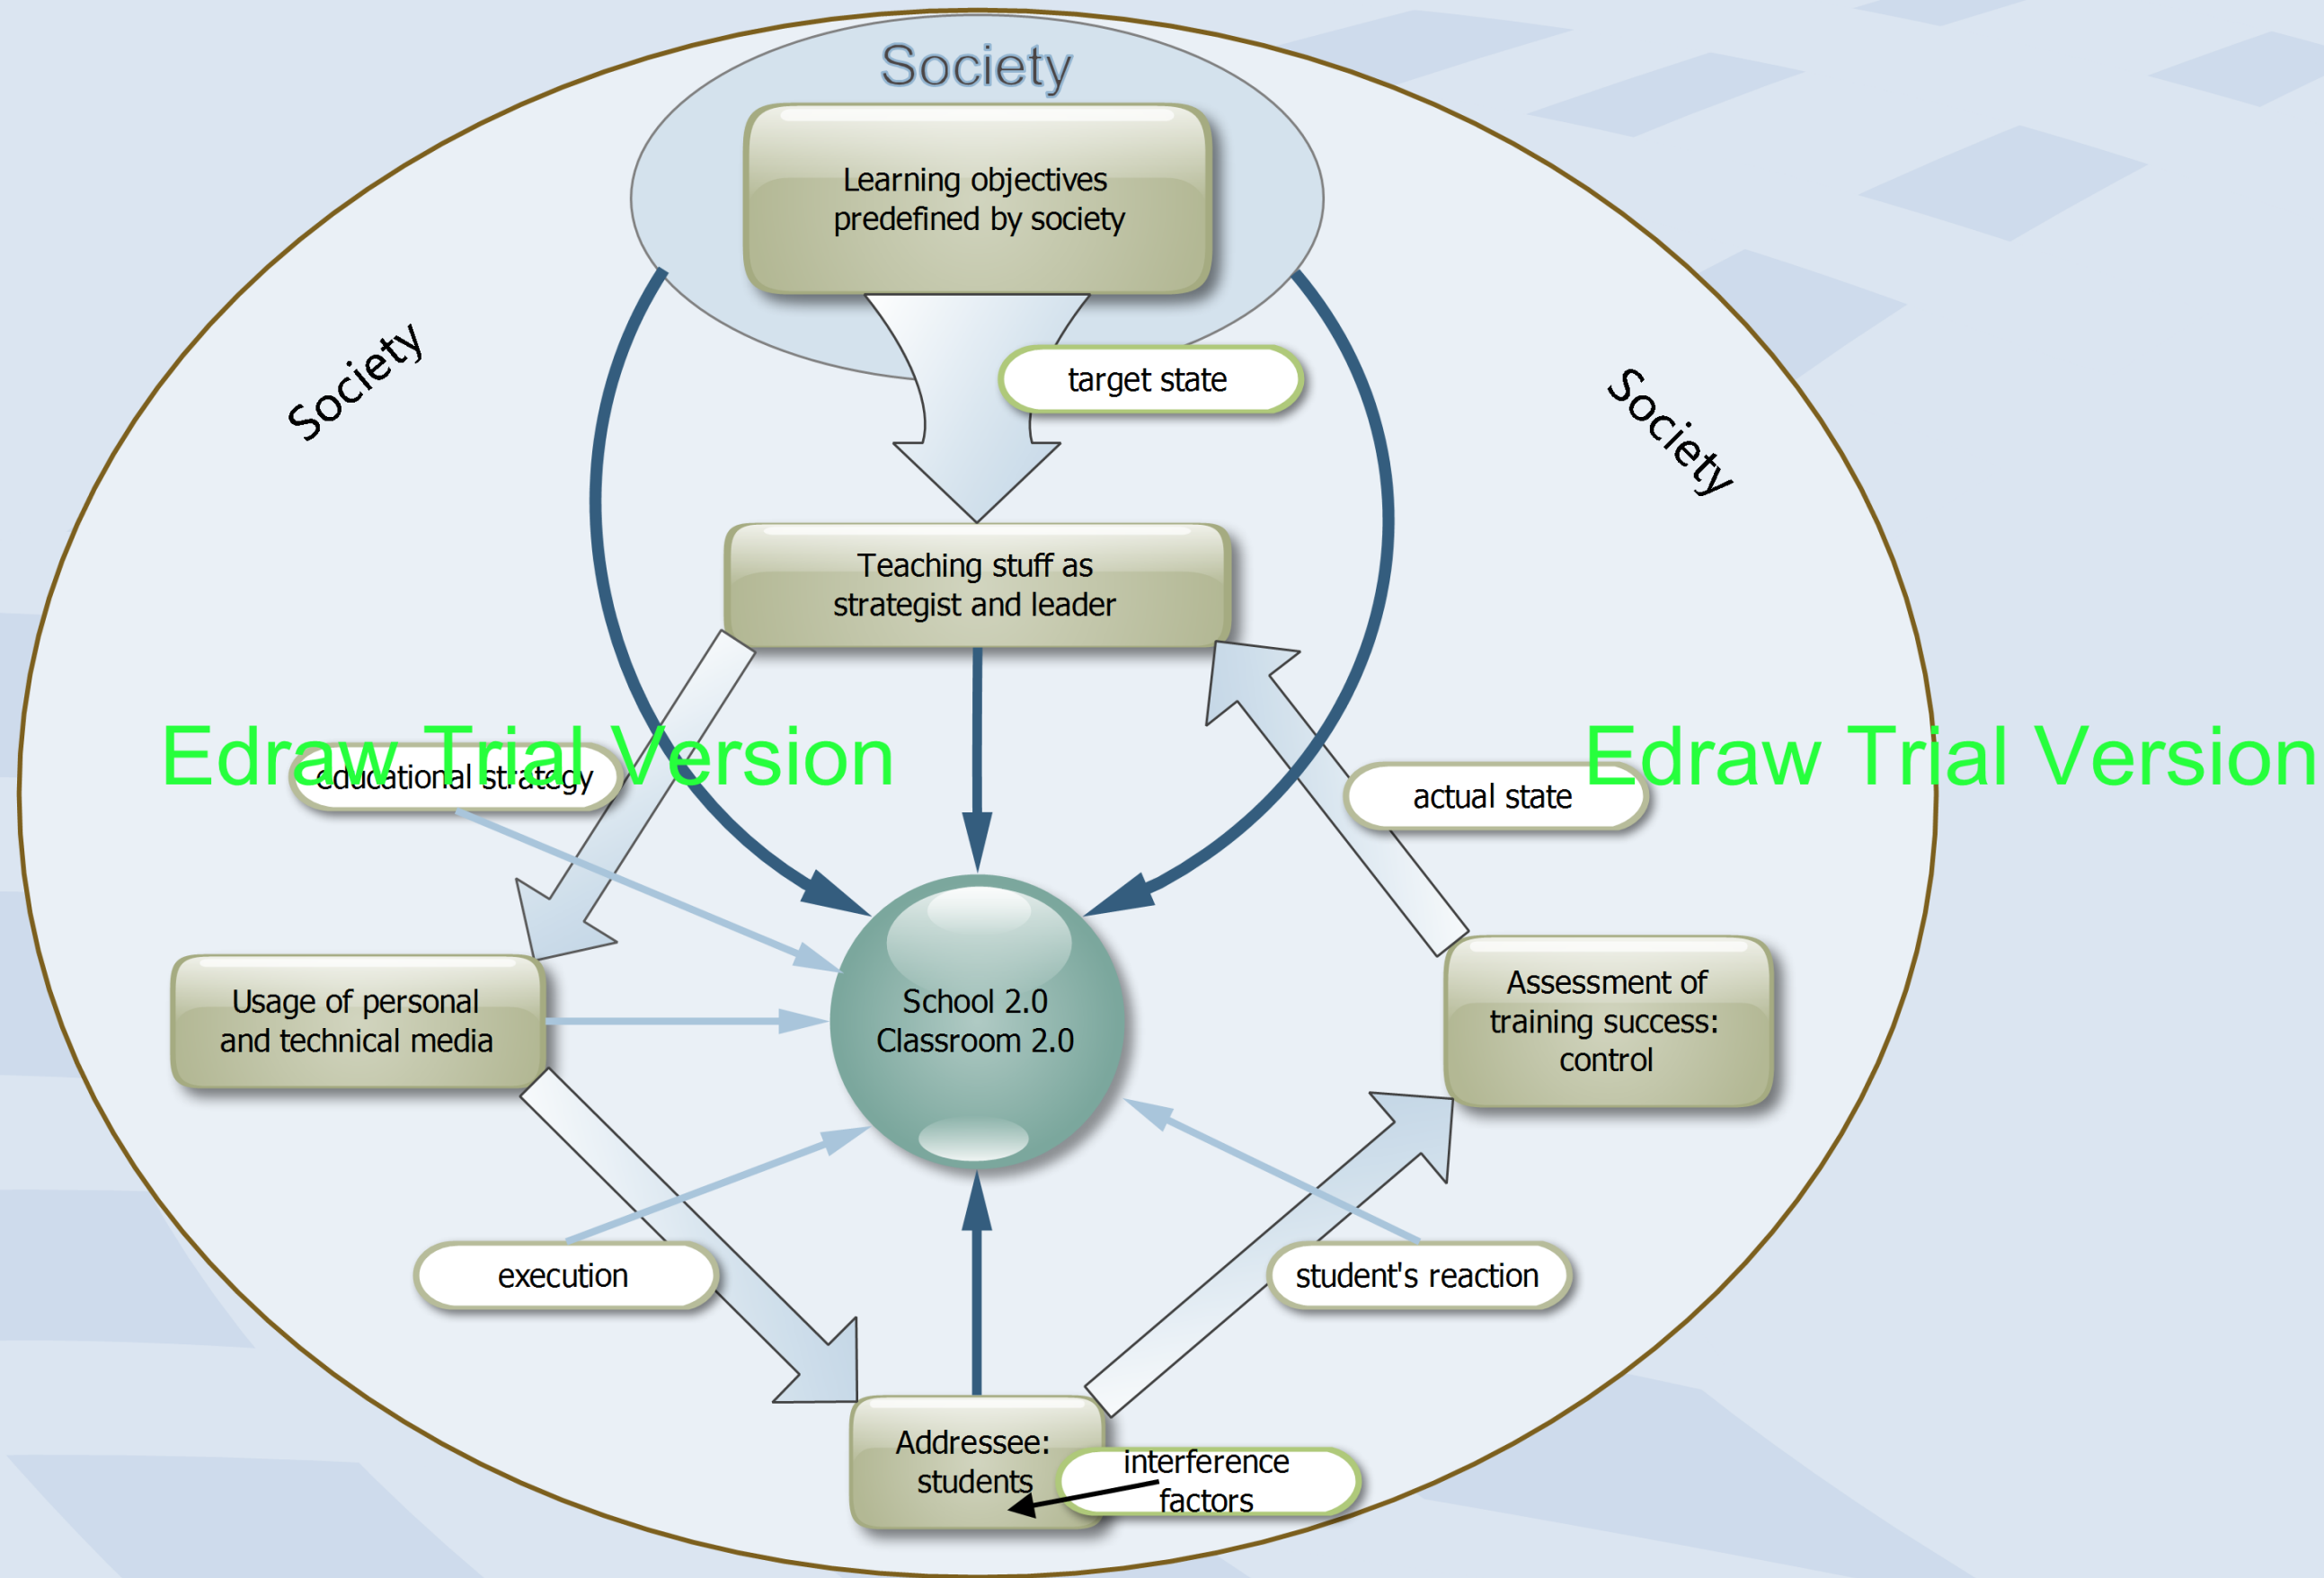 Society
Learning objectives
predefined by society
Society
Society
target state
Teaching stuff as
strategist and leader
Edraw Trial Version
Edraw Trial Version
educational strategy
actual state
Usage of personal
and technical media
School 2.0
Classroom 2.0
Assessment of
training success:
control
execution
student's reaction
Addressee:
students
interference
factors